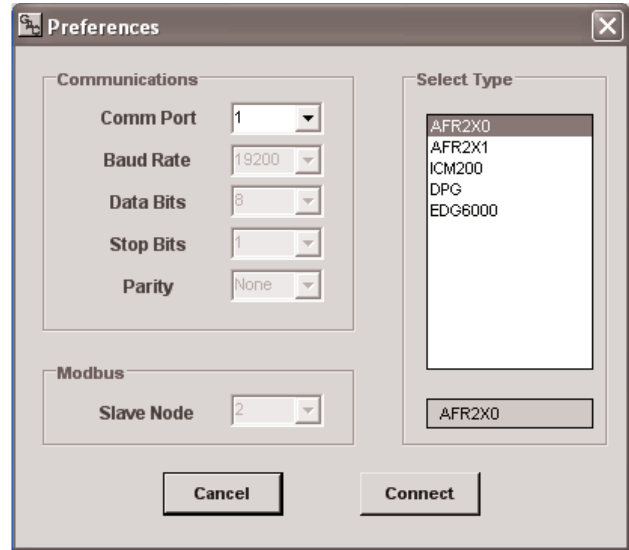 GAC Preferences
Communications
Comm Port 1
Baud Rate 19200
Data Bits 8
Stop Bits 1
Parity None
Modbus
Slave Node 2
Select Type
AFR2X0
AFR2X1
ICM200
DPG
EDG6000
AFR2X0
Cancel Connect